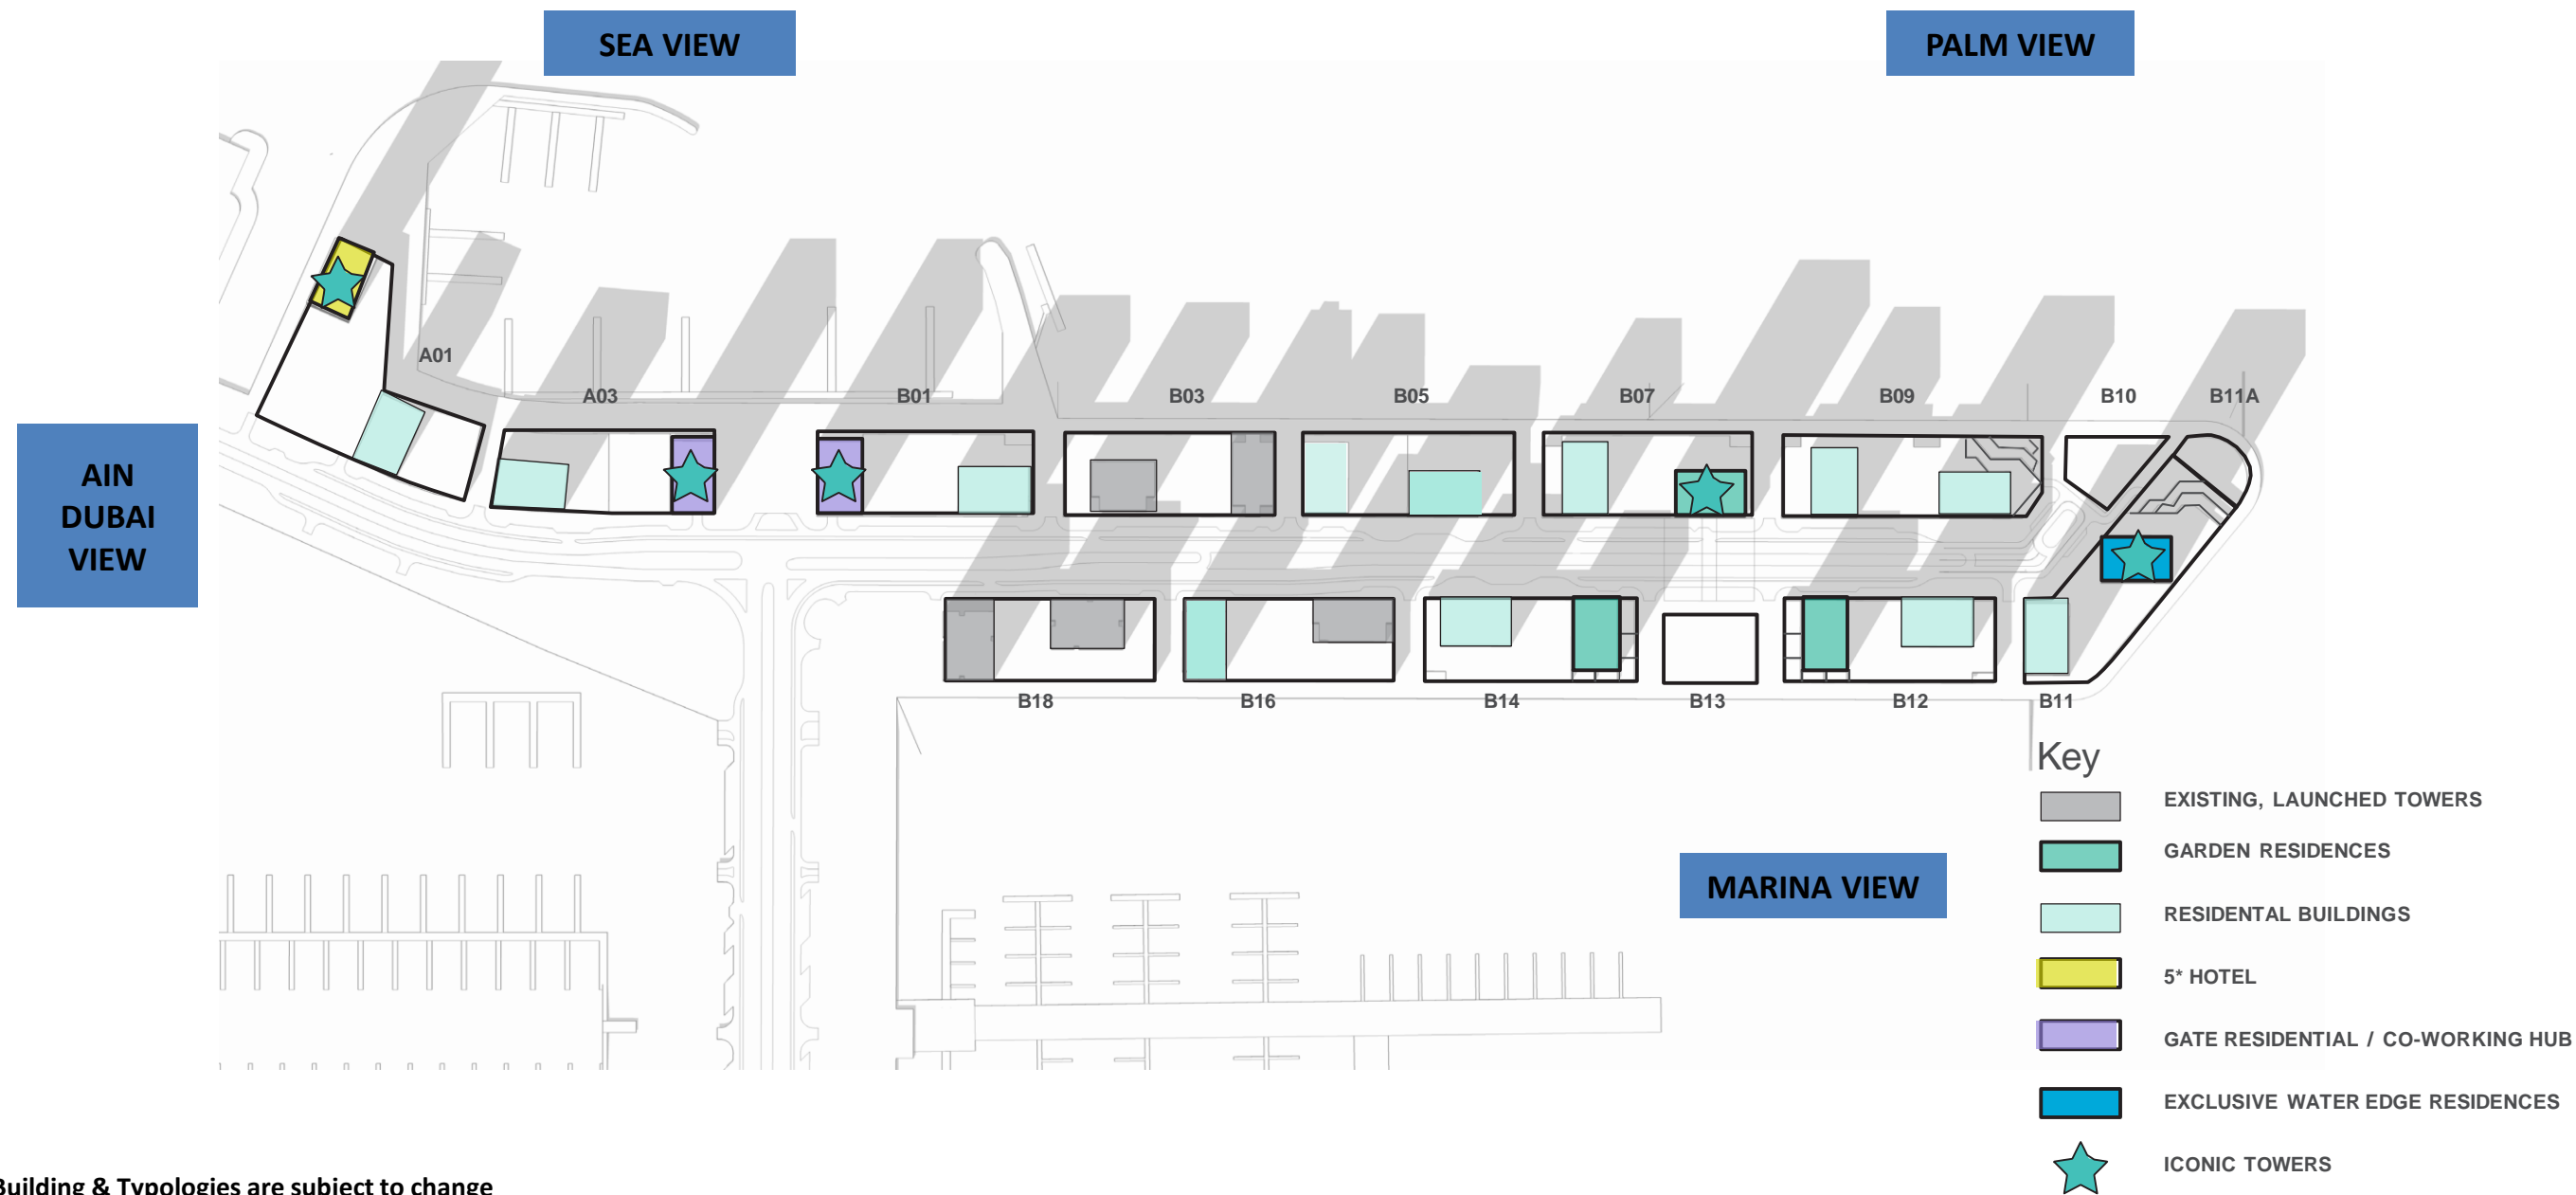 SEA VIEW
PALM VIEW
A01
A03
B01
B03
B05
B07
B09
B10
B11A
AIN
DUBAI
VIEW
B18
B16
B14
B13
B12
B11
Key
EXISTING, LAUNCHED TOWERS
GARDEN RESIDENCES
MARINA VIEW
RESIDENTAL BUILDINGS
5* HOTEL
GATE RESIDENTIAL / CO-WORKING HUB
EXCLUSIVE WATER EDGE RESIDENCES
ICONIC TOWERS
Building & Typologies are subject to change